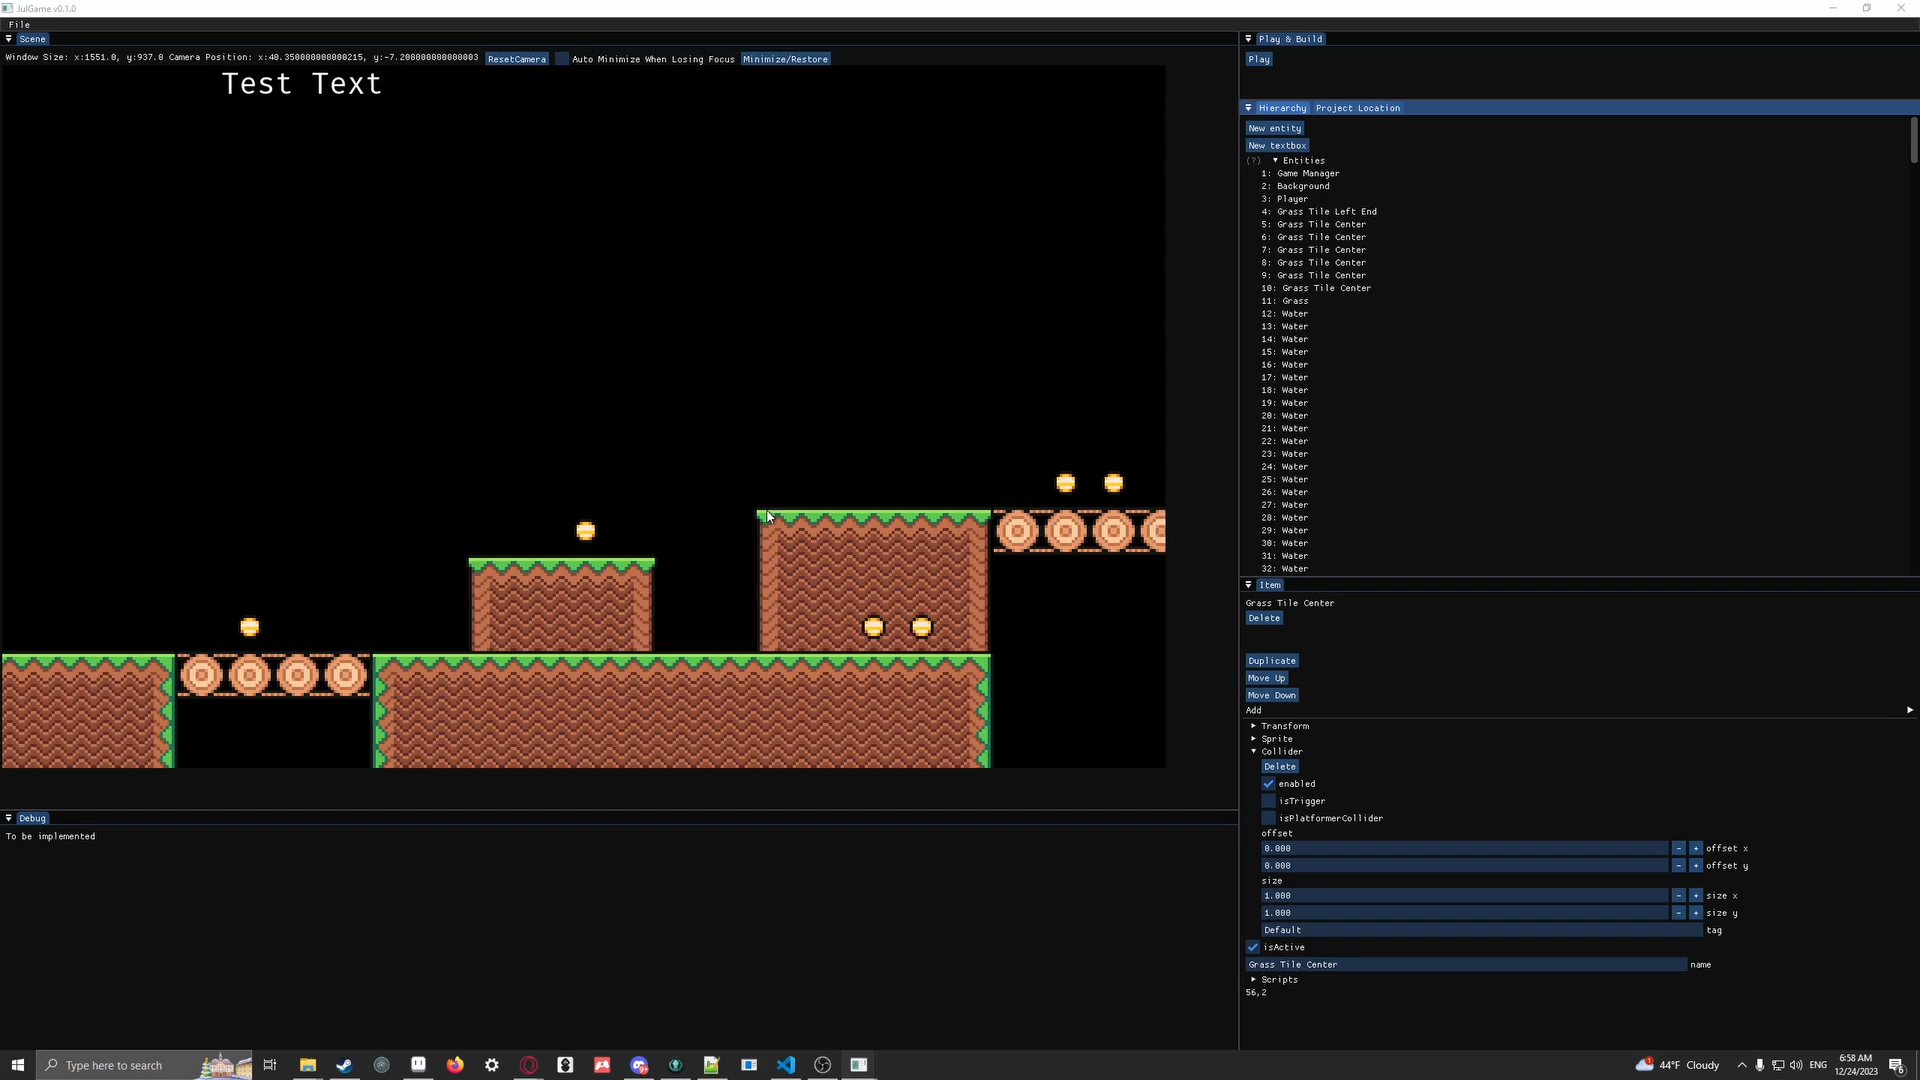 JulGame v0.1.0
File
Scene
Window Size: x:1551.0, y:937.0 Camera Position: x:40.350000000000215, y:-7.200000000000003 ResetCamera Auto Minimize When Losing Focus Minimize/Restore
Test Text
Debug
To be implemented
Play & Build
Play
Hierarchy Project Location
New entity
New textbox
(?) Entities
1: Game Manager
2: Background
3: Player
4: Grass Tile Left End
5: Grass Tile Center
6: Grass Tile Center
7: Grass Tile Center
8: Grass Tile Center
9: Grass Tile Center
10: Grass Tile Center
11: Grass
12: Water
13: Water
14: Water
15: Water
16: Water
17: Water
18: Water
19: Water
20: Water
21: Water
22: Water
23: Water
24: Water
25: Water
26: Water
27: Water
28: Water
29: Water
30: Water
31: Water
32: Water
Item
Grass Tile Center
Delete
Duplicate
Move Up
Move Down
Add
Transform
Sprite
Collider
Delete
enabled
isTrigger
isPlatformerCollider
offset
0.000 - + offset x
0.000 - + offset y
size
1.000 - + size x
1.000 - + size y
Default tag
isActive
Grass Tile Center name
Scripts
56,2
Type here to search
44°F Cloudy
ENG
6:58 AM
12/24/2023